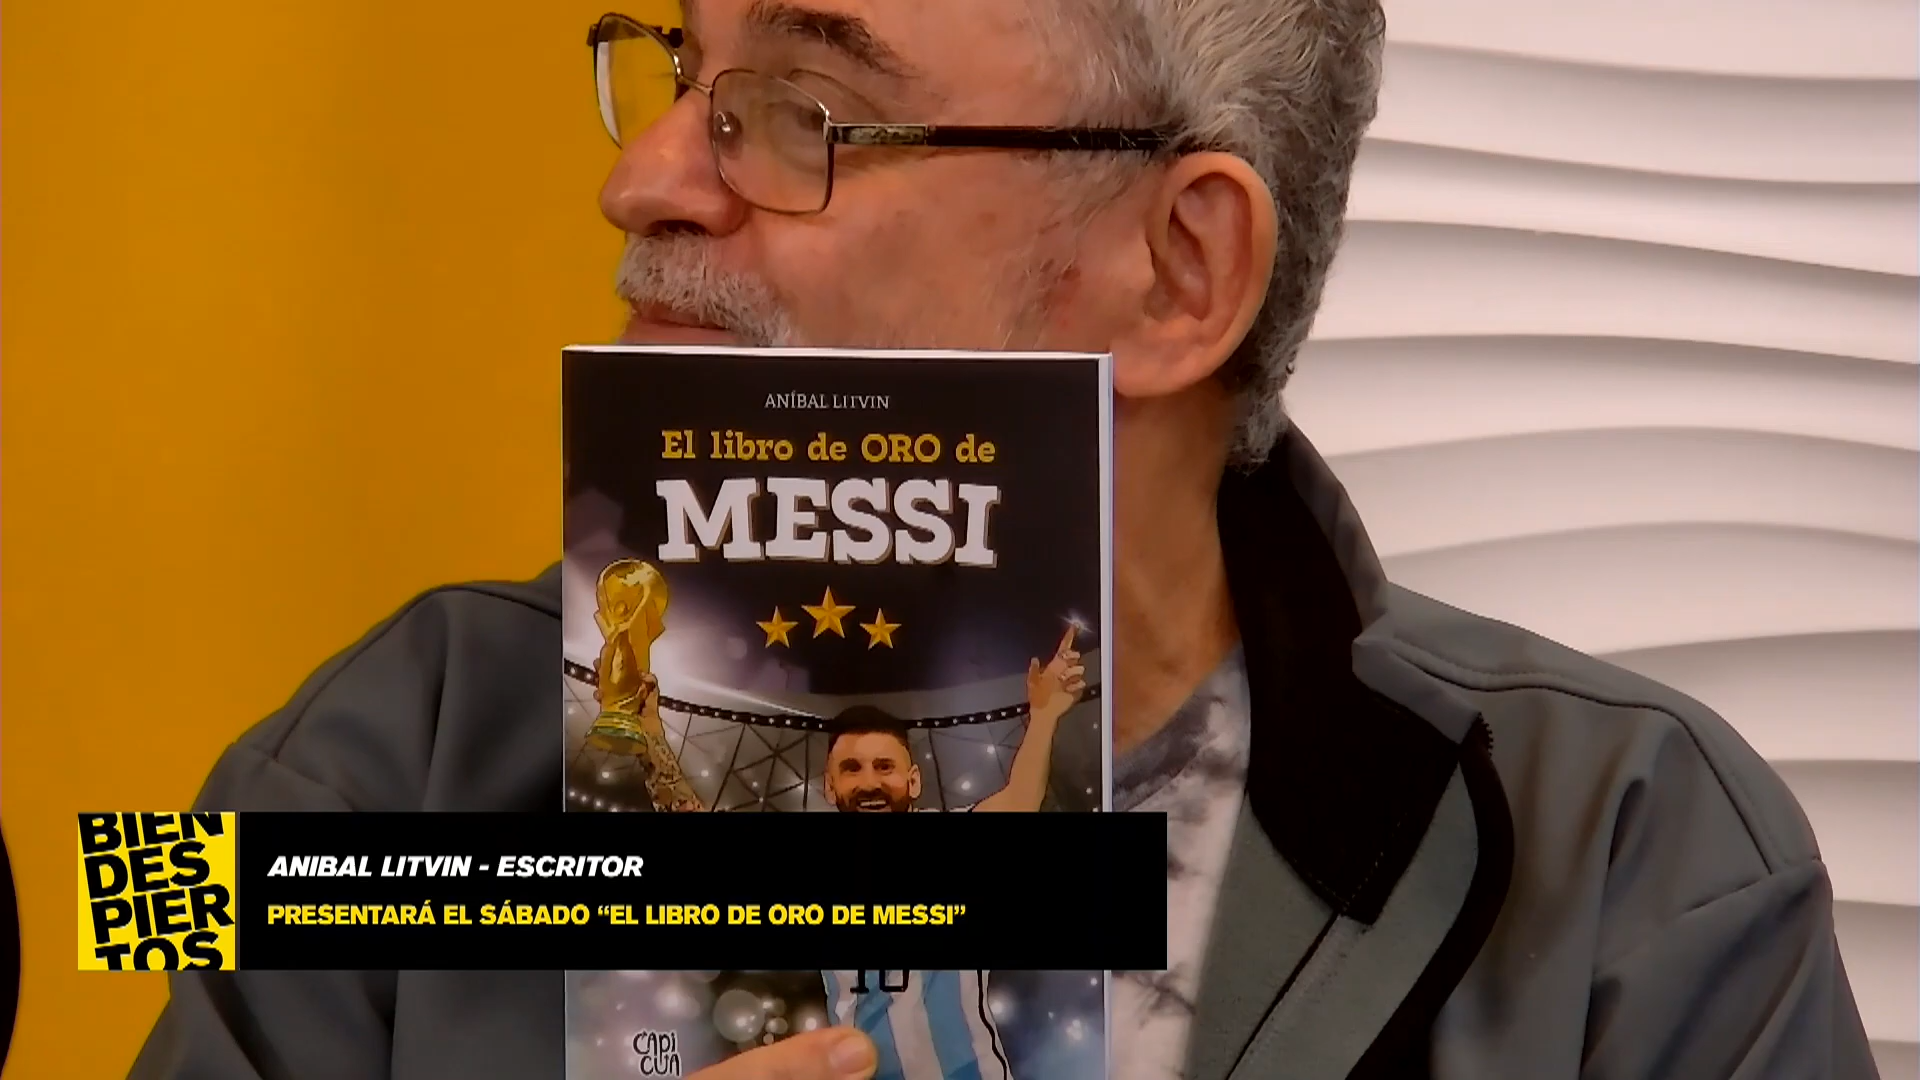 ANÍBAL LITVIN
El libro de ORO de
MESSI
BIEN
DES
PIER
TOS
ANIBAL LITVIN - ESCRITOR
PRESENTARÁ EL SÁBADO “EL LIBRO DE ORO DE MESSI”
10
CAPI
CUA